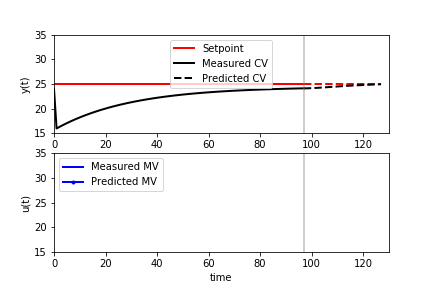 35
30
25
20
15
y(t)
Setpoint
Measured CV
Predicted CV
0 20 40 60 80 100 120
35
30
25
20
15
u(t)
Measured MV
Predicted MV
0 20 40 60 80 100 120
time